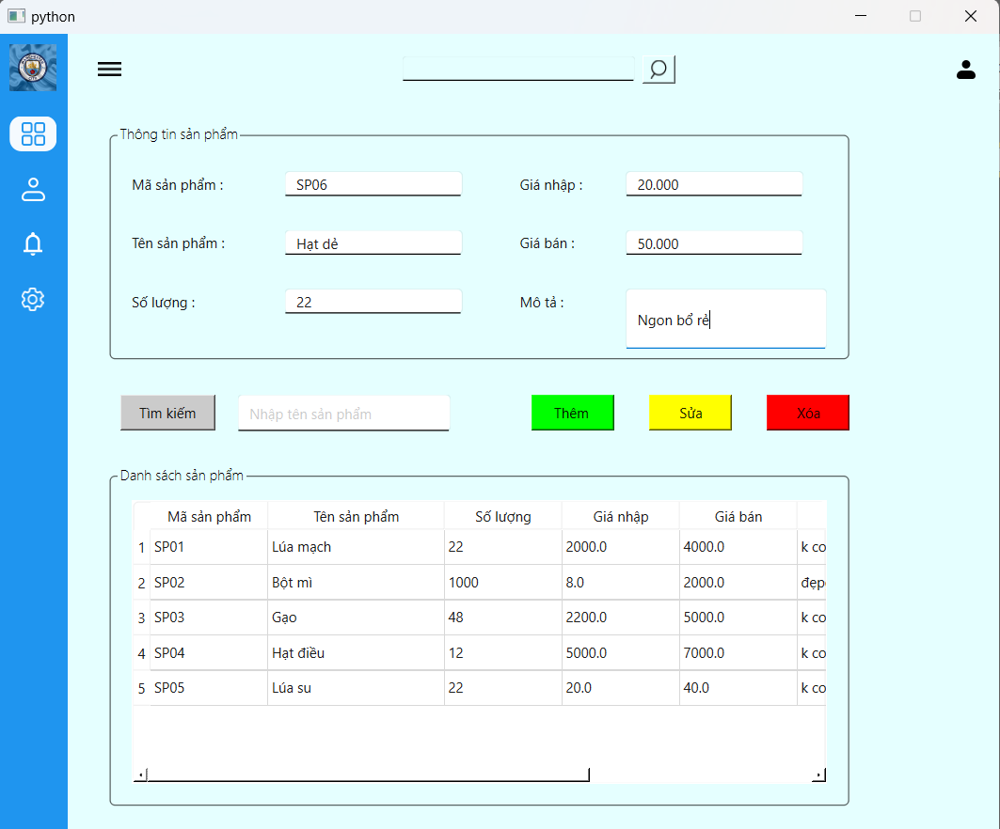 python
Thông tin sản phẩm
Mã sản phẩm : SP06 Giá nhập : 20.000
Tên sản phẩm : Hạt dẻ Giá bán : 50.000
Số lượng : 22 Mô tả :
Ngon bổ rẻ
Tìm kiếm Nhập tên sản phẩm Thêm Sửa Xóa
Danh sách sản phẩm
Mã sản phẩm Tên sản phẩm Số lượng Giá nhập Giá bán
1 SP01 Lúa mạch 22 2000.0 4000.0 k co
2 SP02 Bột mì 1000 8.0 2000.0 đẹp
3 SP03 Gạo 48 2200.0 5000.0 k co
4 SP04 Hạt điều 12 5000.0 7000.0 k co
5 SP05 Lúa su 22 20.0 40.0 k co